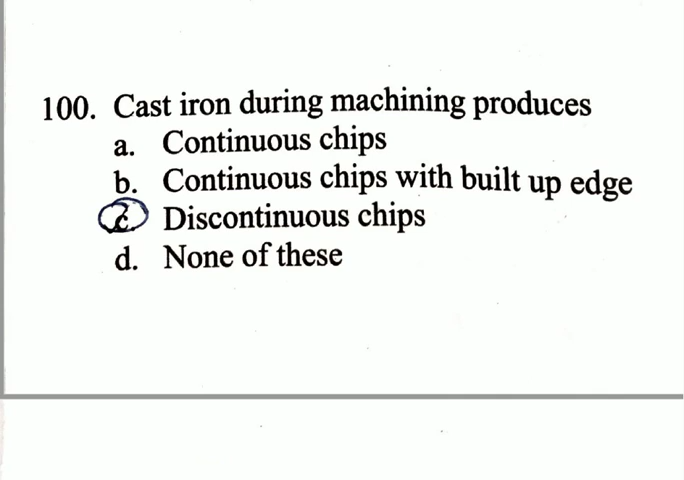 100. Cast iron during machining produces
a. Continuous chips
b. Continuous chips with built up edge
c. Discontinuous chips
d. None of these